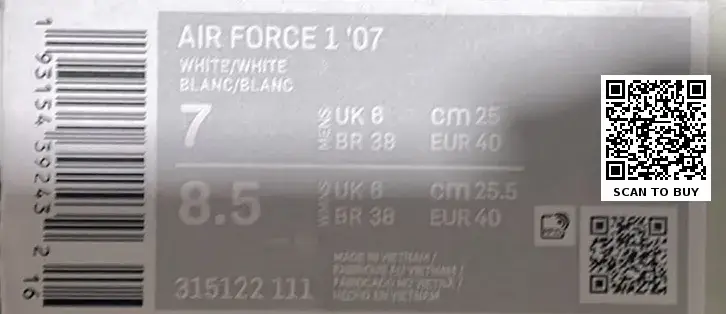 AIR FORCE 1 '07
WHITE/WHITE
BLANC/BLANC
7
MENS
UK 6
CM 25
BR 38
EUR 40
8.5
WMNS
UK 6
CM 25.5
BR 38
EUR 40
315122 111
MADE IN VIETNAM /
FABRIQUÉ AU VIETNAM /
FABRICADO NO VIETNÃ /
HECHO EN VIETNAM
1 93154 39243 2 16
SCAN TO BUY